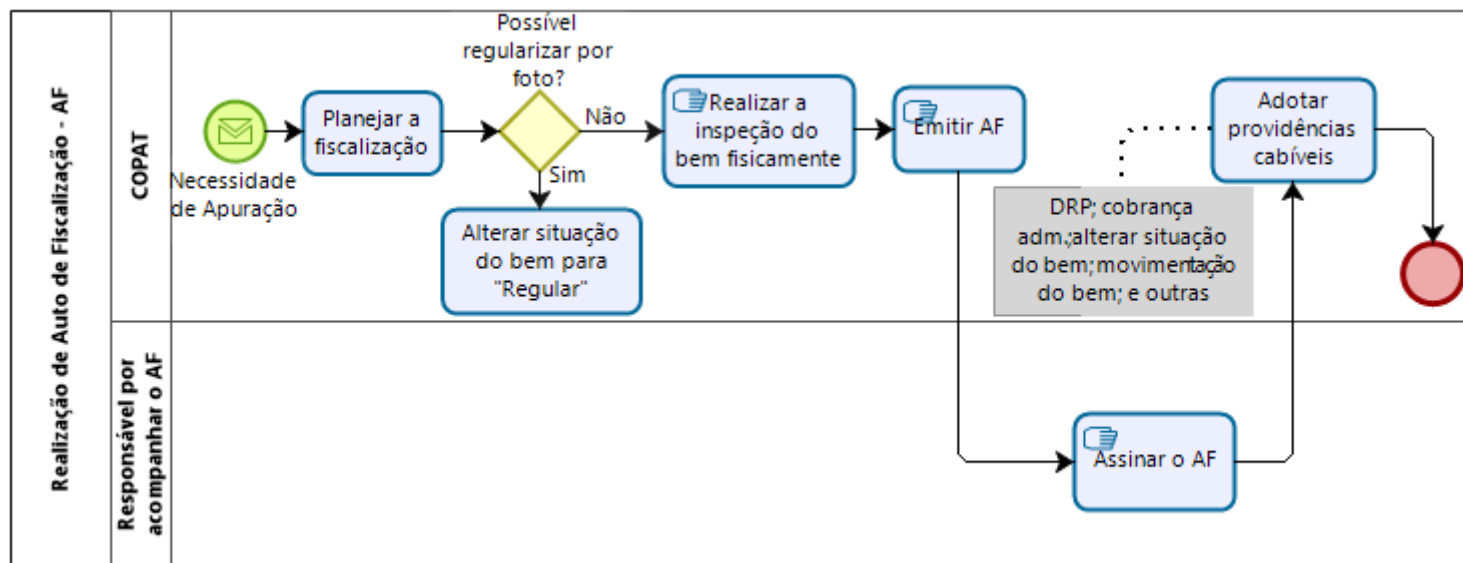 Realização de Auto de Fiscalização - AF
COPAT
Necessidade
de Apuração
Planejar a
fiscalização
Possível
regularizar por
foto?
Não
Sim
Alterar situação
do bem para
"Regular"
Realizar a
inspeção do
bem fisicamente
Emitir AF
Adotar
providências
cabíveis
DRP; cobrança
adm.;alterar situação
do bem; movimentação
do bem; e outras
Responsável por
acompanhar o AF
Assinar o AF